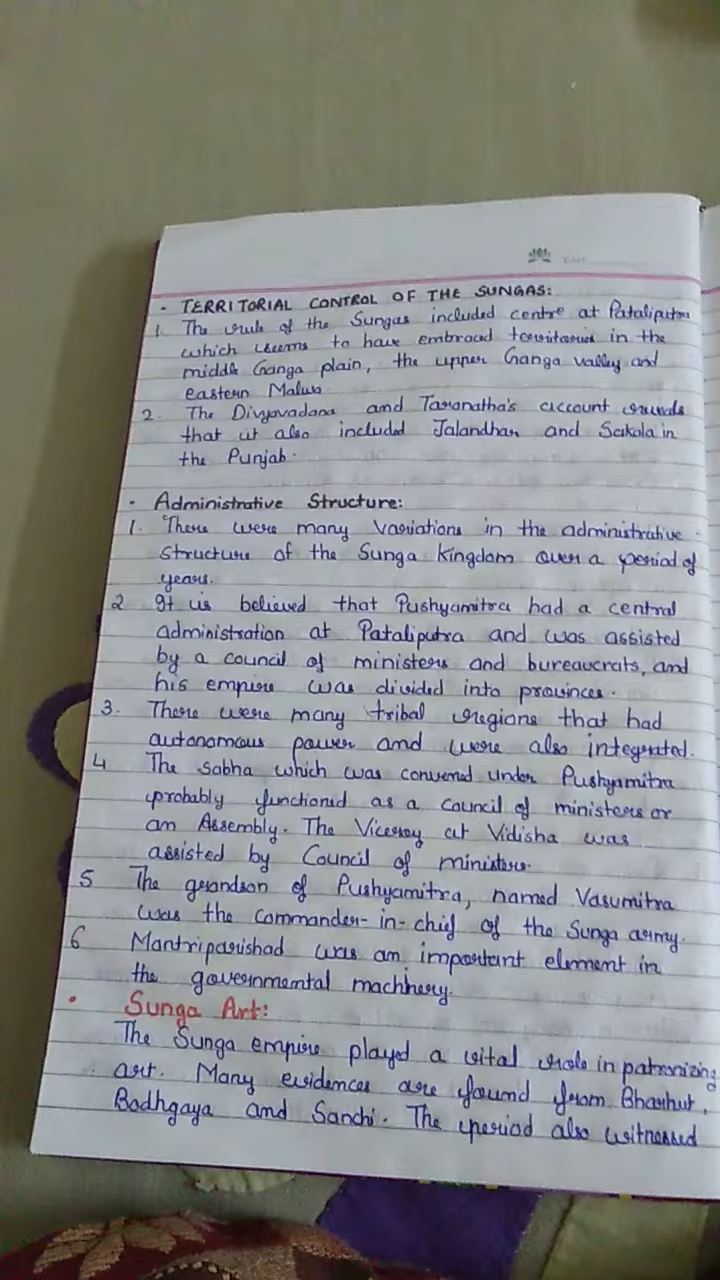 • TERRITORIAL CONTROL OF THE SUNGAS:
1. The rule of the Sungas included centre at Pataliputra
which seems to have embraced territories in the
middle Ganga plain, the upper Ganga valley and
eastern Malwa.
2. The Divyavadana and Taranatha's account reveals
that it also included Jalandhar and Sakala in
the Punjab.
• Administrative Structure:
1. There were many variations in the administrative
structure of the Sunga kingdom over a period of
years.
2 It is believed that Pushyamitra had a central
administration at Pataliputra and was assisted
by a council of ministers and bureaucrats, and
his empire was divided into provinces.
3. There were many tribal regions that had
autonomous power and were also integrated.
4 The sabha which was convened under Pushyamitra
probably functioned as a council of ministers or
an Assembly. The Viceroy at Vidisha was
assisted by Council of ministers.
5 The grandson of Pushyamitra, named Vasumitra
was the commander-in-chief of the Sunga army.
6 Mantriparishad was an important element in
the governmental machinery.
• Sunga Art:
The Sunga empire played a vital role in patronizing
art. Many evidences are found from Bharhut,
Bodhgaya and Sanchi. The period also witnessed